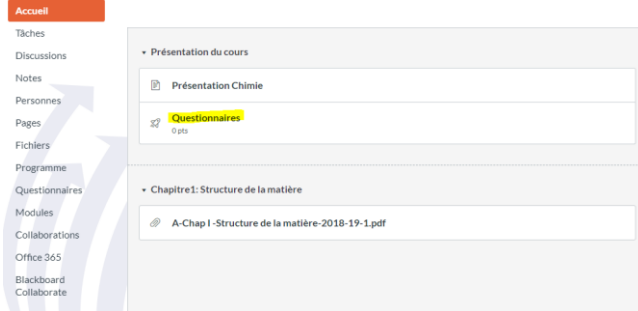 Accueil
Tâches
Discussions
Notes
Personnes
Pages
Fichiers
Programme
Questionnaires
Modules
Collaborations
Office 365
Blackboard
Collaborate
Présentation du cours
Présentation Chimie
Questionnaires
0 pts
Chapitre1: Structure de la matière
A-Chap I -Structure de la matière-2018-19-1.pdf